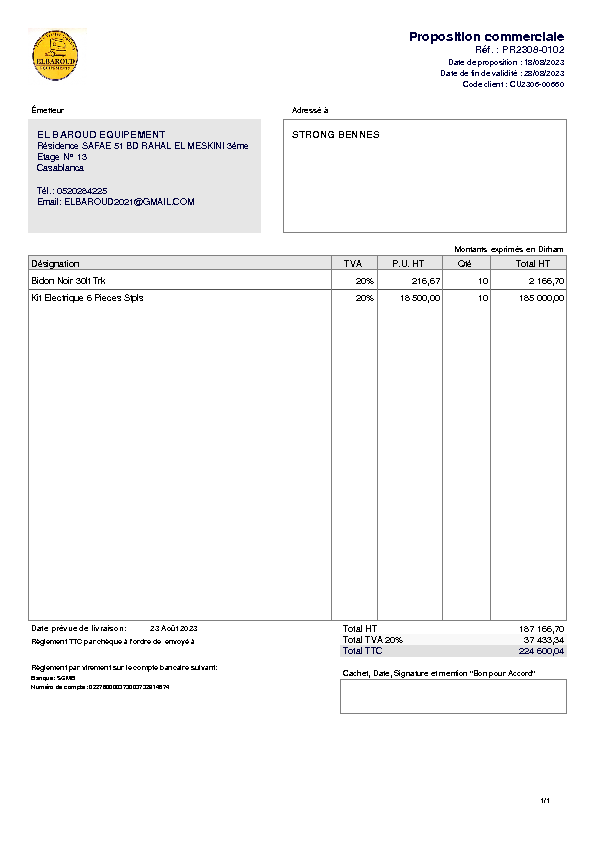 ELBAROUD
Proposition commerciale
Réf. : PR2308-0102
Date de proposition : 18/08/2023
Date de fin de validité : 28/08/2023
Code client : CU2306-00660
Émetteur
Adressé à
EL BAROUD EQUIPEMENT
Résidence SAFAE 51 BD RAHAL EL MESKINI 3éme
Etage N° 13
Casablanca
Tél.: 0520284225
Email: ELBAROUD2021@GMAIL.COM
STRONG BENNES
Montants exprimés en Dirham
Désignation TVA P.U. HT Qté Total HT
Bidon Noir 30lt Trk 20% 216,67 10 2 166,70
Kit Electrique 6 Pieces Stpls 20% 18 500,00 10 185 000,00
Date prévue de livraison: 23 Août 2023
Règlement TTC par chèque à l'ordre de envoyé à
Règlement par virement sur le compte bancaire suivant:
Banque: SGMB
Numéro de compte:
Total HT 187 166,70
Total TVA 20% 37 433,34
Total TTC 224 600,04
Cachet, Date, Signature et mention "Bon pour Accord"
1/1